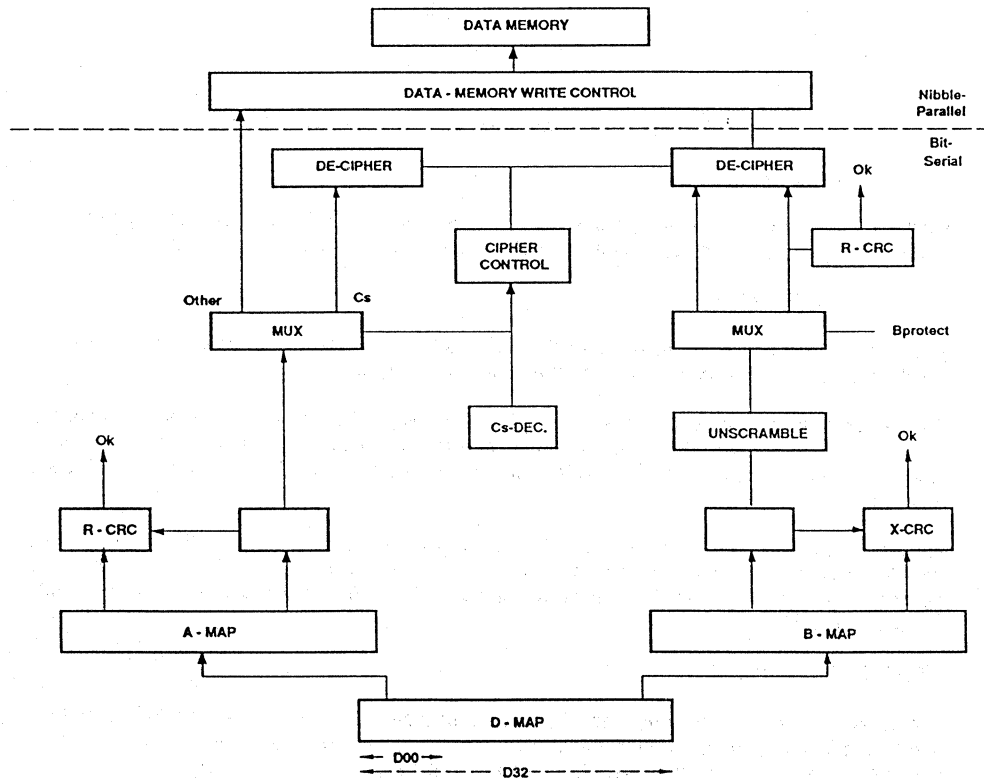 DATA MEMORY
DATA - MEMORY WRITE CONTROL
Nibble-
Parallel
Bit-
Serial
DE-CIPHER
DE-CIPHER
Ok
CIPHER
CONTROL
R - CRC
Other
Cs
MUX
MUX
Bprotect
Cs-DEC.
UNSCRAMBLE
Ok
Ok
R - CRC
X-CRC
A - MAP
B - MAP
D - MAP
D00
D32